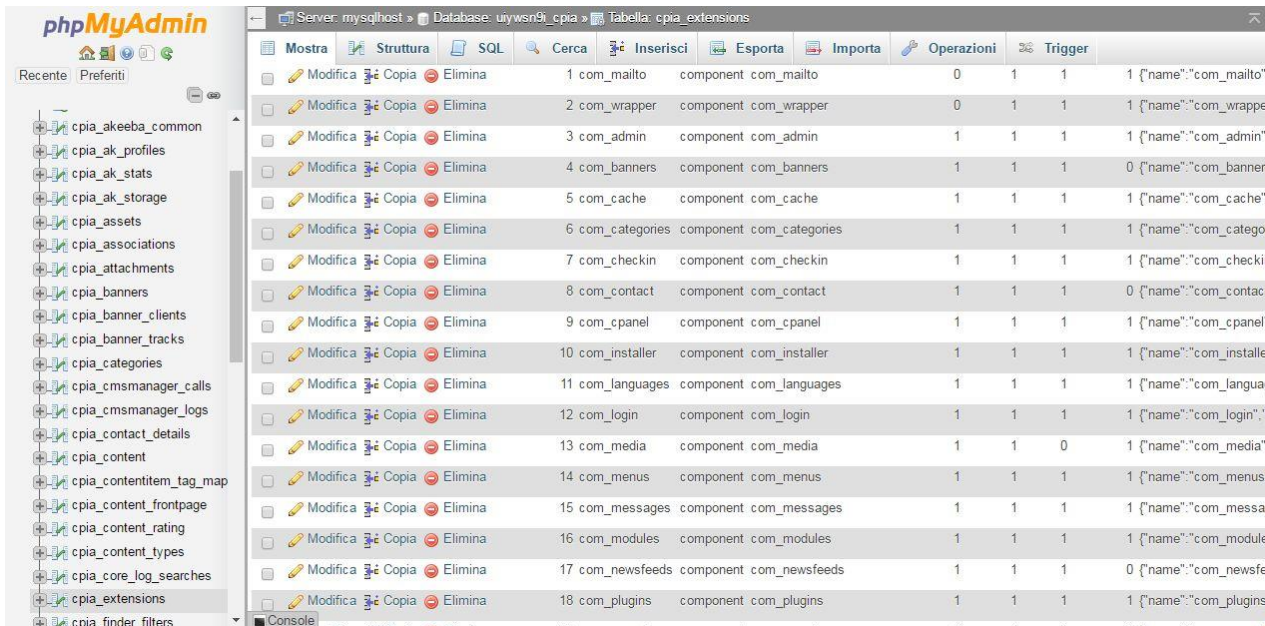 phpMyAdmin
Recente Preferiti
cpia_akeeba_common
cpia_ak_profiles
cpia_ak_stats
cpia_ak_storage
cpia_assets
cpia_associations
cpia_attachments
cpia_banners
cpia_banner_clients
cpia_banner_tracks
cpia_categories
cpia_cmsmanager_calls
cpia_cmsmanager_logs
cpia_contact_details
cpia_content
cpia_contentitem_tag_map
cpia_content_frontpage
cpia_content_rating
cpia_content_types
cpia_core_log_searches
cpia_extensions
cpia_finder_filters
Server: mysqlhost » Database: uiywsn9i_cpia » Tabella: cpia_extensions
Mostra Struttura SQL Cerca Inserisci Esporta Importa Operazioni Trigger
Modifica Copia Elimina 1 com_mailto component com_mailto 0 1 1 1 {"name":"com_mailto"
Modifica Copia Elimina 2 com_wrapper component com_wrapper 0 1 1 1 {"name":"com_wrappe
Modifica Copia Elimina 3 com_admin component com_admin 1 1 1 1 {"name":"com_admin"
Modifica Copia Elimina 4 com_banners component com_banners 1 1 1 0 {"name":"com_banner
Modifica Copia Elimina 5 com_cache component com_cache 1 1 1 1 {"name":"com_cache"
Modifica Copia Elimina 6 com_categories component com_categories 1 1 1 1 {"name":"com_catego
Modifica Copia Elimina 7 com_checkin component com_checkin 1 1 1 1 {"name":"com_checki
Modifica Copia Elimina 8 com_contact component com_contact 1 1 1 0 {"name":"com_contac
Modifica Copia Elimina 9 com_cpanel component com_cpanel 1 1 1 1 {"name":"com_cpanel"
Modifica Copia Elimina 10 com_installer component com_installer 1 1 1 1 {"name":"com_installe
Modifica Copia Elimina 11 com_languages component com_languages 1 1 1 1 {"name":"com_langua
Modifica Copia Elimina 12 com_login component com_login 1 1 1 1 {"name":"com_login","
Modifica Copia Elimina 13 com_media component com_media 1 1 0 1 {"name":"com_media"
Modifica Copia Elimina 14 com_menus component com_menus 1 1 1 1 {"name":"com_menus
Modifica Copia Elimina 15 com_messages component com_messages 1 1 1 1 {"name":"com_messa
Modifica Copia Elimina 16 com_modules component com_modules 1 1 1 1 {"name":"com_module
Modifica Copia Elimina 17 com_newsfeeds component com_newsfeeds 1 1 1 0 {"name":"com_newsfe
Modifica Copia Elimina 18 com_plugins component com_plugins 1 1 1 1 {"name":"com_plugins
Console